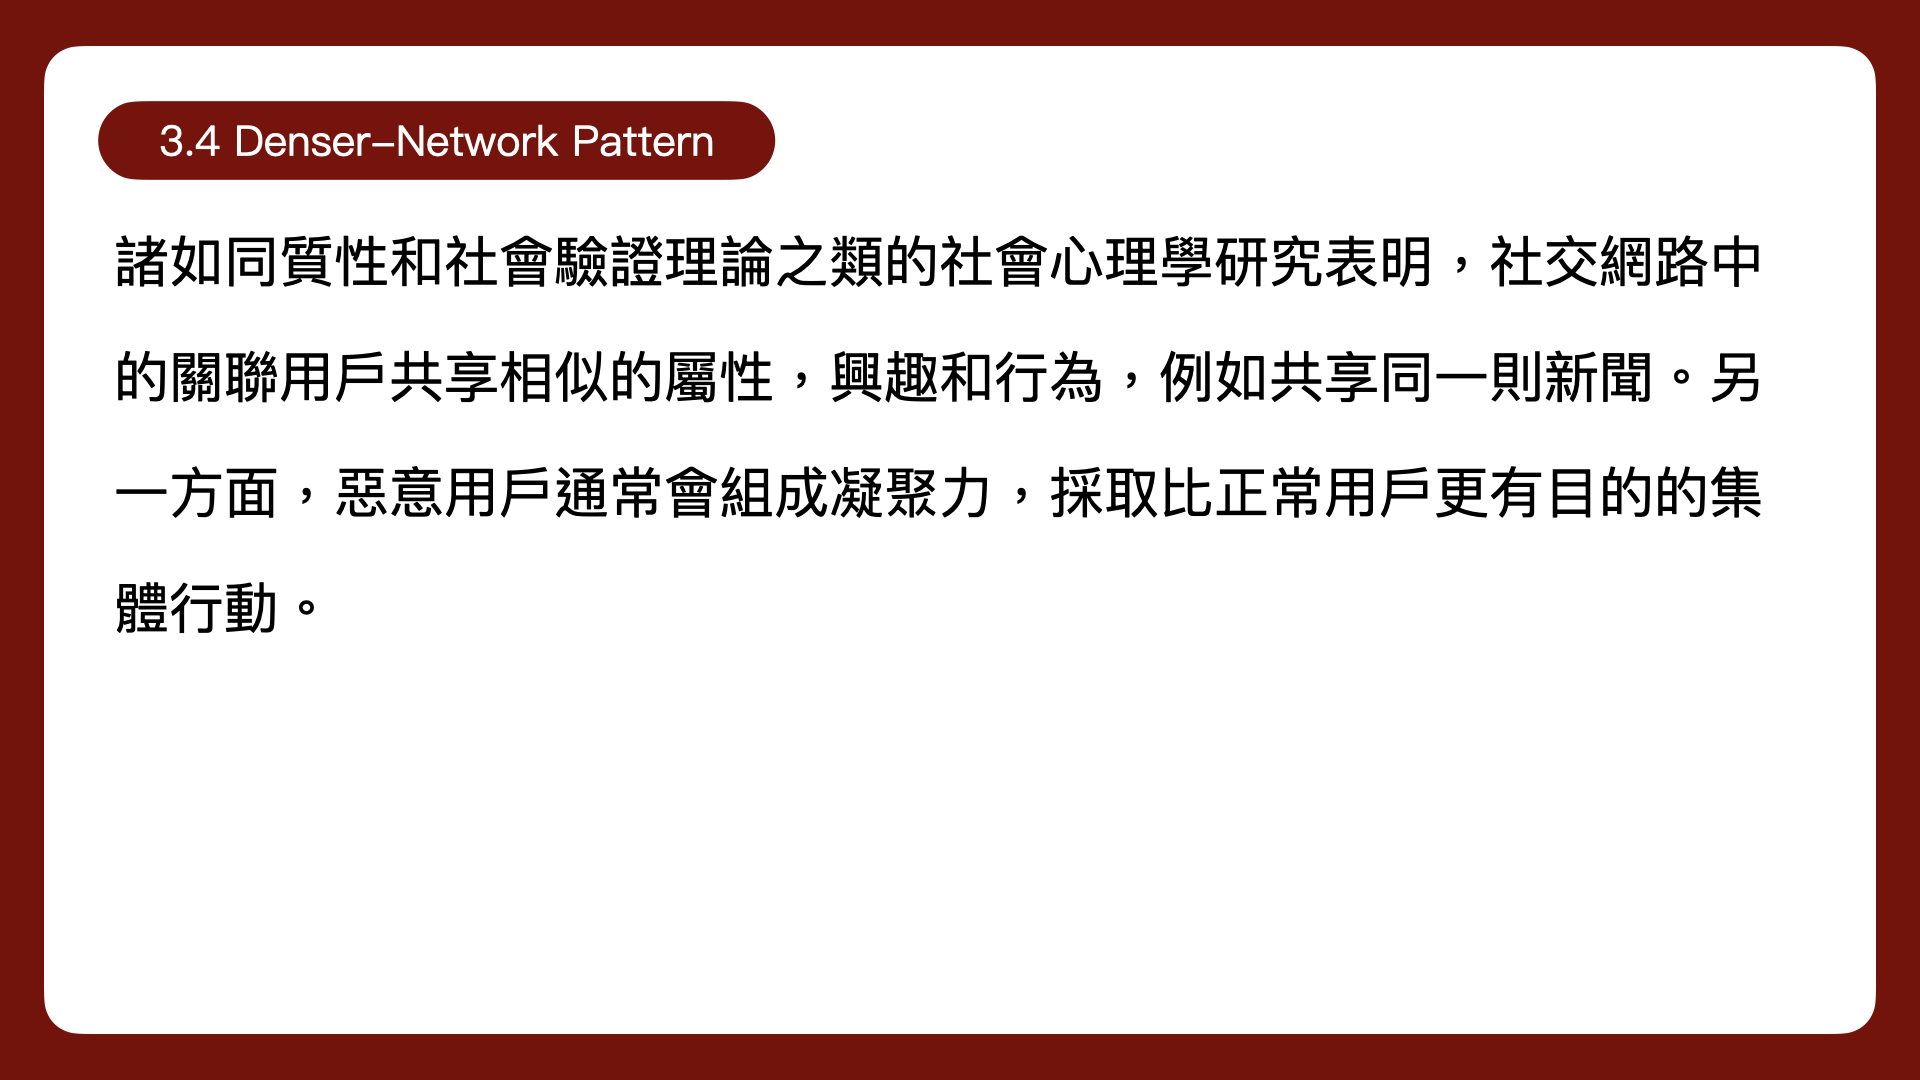 3.4 Denser–Network Pattern
諸如同質性和社會驗證理論之類的社會心理學研究表明，社交網路中
的關聯用戶共享相似的屬性，興趣和行為，例如共享同一則新聞。另
一方面，惡意用戶通常會組成凝聚力，採取比正常用戶更有目的的集
體行動。